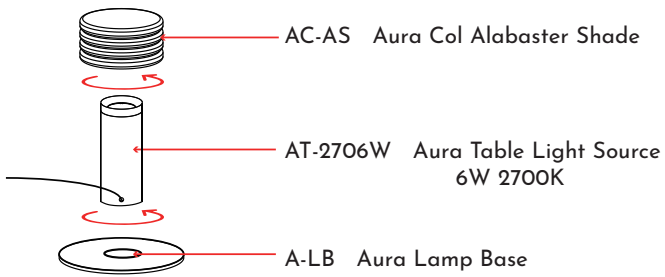 AC-AS Aura Col Alabaster Shade
AT-2706W Aura Table Light Source
6W 2700K
A-LB Aura Lamp Base